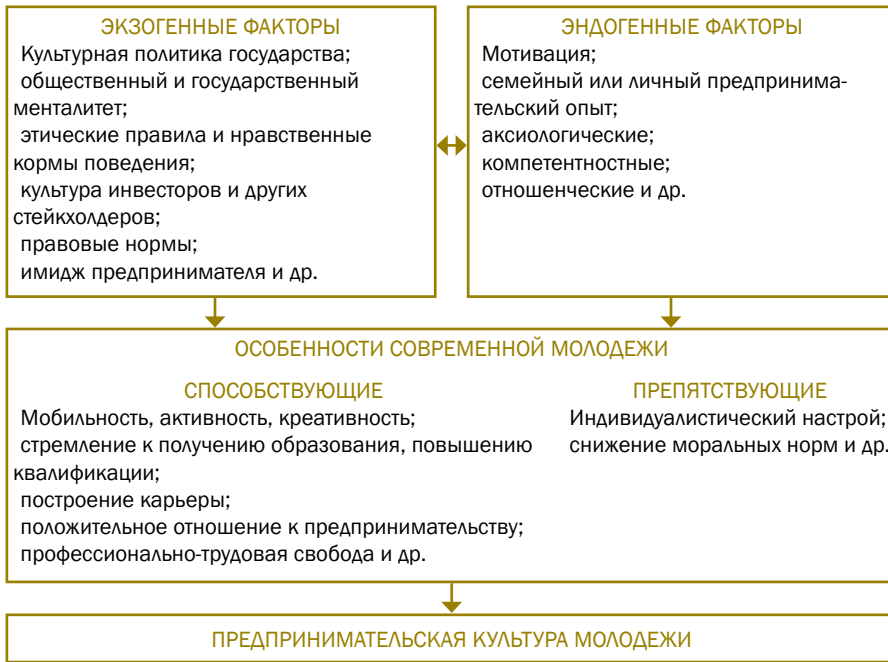 ЭКЗОГЕННЫЕ ФАКТОРЫ
Культурная политика государства;
общественный и государственный
менталитет;
этические правила и нравственные
кормы поведения;
культура инвесторов и других
стейкхолдеров;
правовые нормы;
имидж предпринимателя и др.
ЭНДОГЕННЫЕ ФАКТОРЫ
Мотивация;
семейный или личный предпринима-
тельский опыт;
аксиологические;
компетентностные;
отношенческие и др.
ОСОБЕННОСТИ СОВРЕМЕННОЙ МОЛОДЕЖИ
СПОСОБСТВУЮЩИЕ
Мобильность, активность, креативность;
стремление к получению образования, повышению
квалификации;
построение карьеры;
положительное отношение к предпринимательству;
профессионально-трудовая свобода и др.
ПРЕПЯТСТВУЮЩИЕ
Индивидуалистический настрой;
снижение моральных норм и др.
ПРЕДПРИНИМАТЕЛЬСКАЯ КУЛЬТУРА МОЛОДЕЖИ